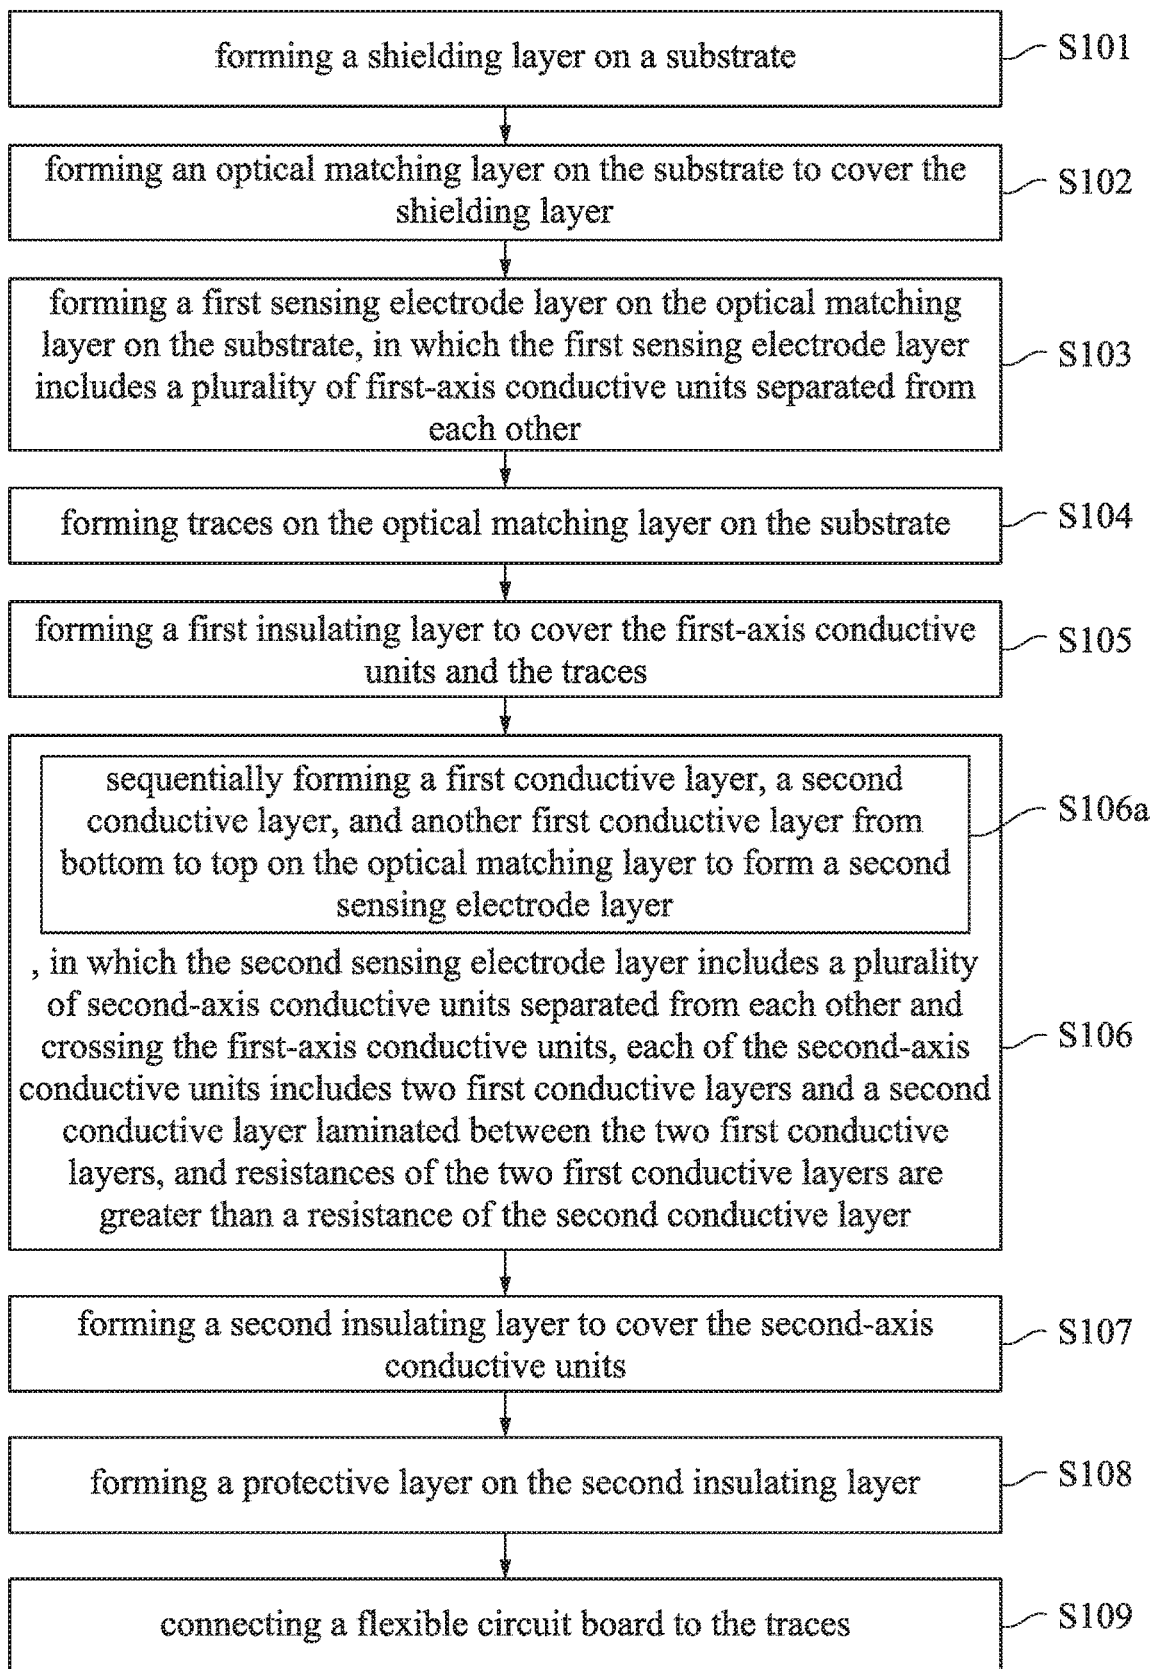 forming a shielding layer on a substrate
S101
forming an optical matching layer on the substrate to cover the
shielding layer
S102
forming a first sensing electrode layer on the optical matching
layer on the substrate, in which the first sensing electrode layer
includes a plurality of first-axis conductive units separated from
each other
S103
forming traces on the optical matching layer on the substrate
S104
forming a first insulating layer to cover the first-axis conductive
units and the traces
S105
sequentially forming a first conductive layer, a second
conductive layer, and another first conductive layer from
bottom to top on the optical matching layer to form a second
sensing electrode layer
S106a
, in which the second sensing electrode layer includes a plurality
of second-axis conductive units separated from each other and
crossing the first-axis conductive units, each of the second-axis
conductive units includes two first conductive layers and a second
conductive layer laminated between the two first conductive
layers, and resistances of the two first conductive layers are
greater than a resistance of the second conductive layer
S106
forming a second insulating layer to cover the second-axis
conductive units
S107
forming a protective layer on the second insulating layer
S108
connecting a flexible circuit board to the traces
S109